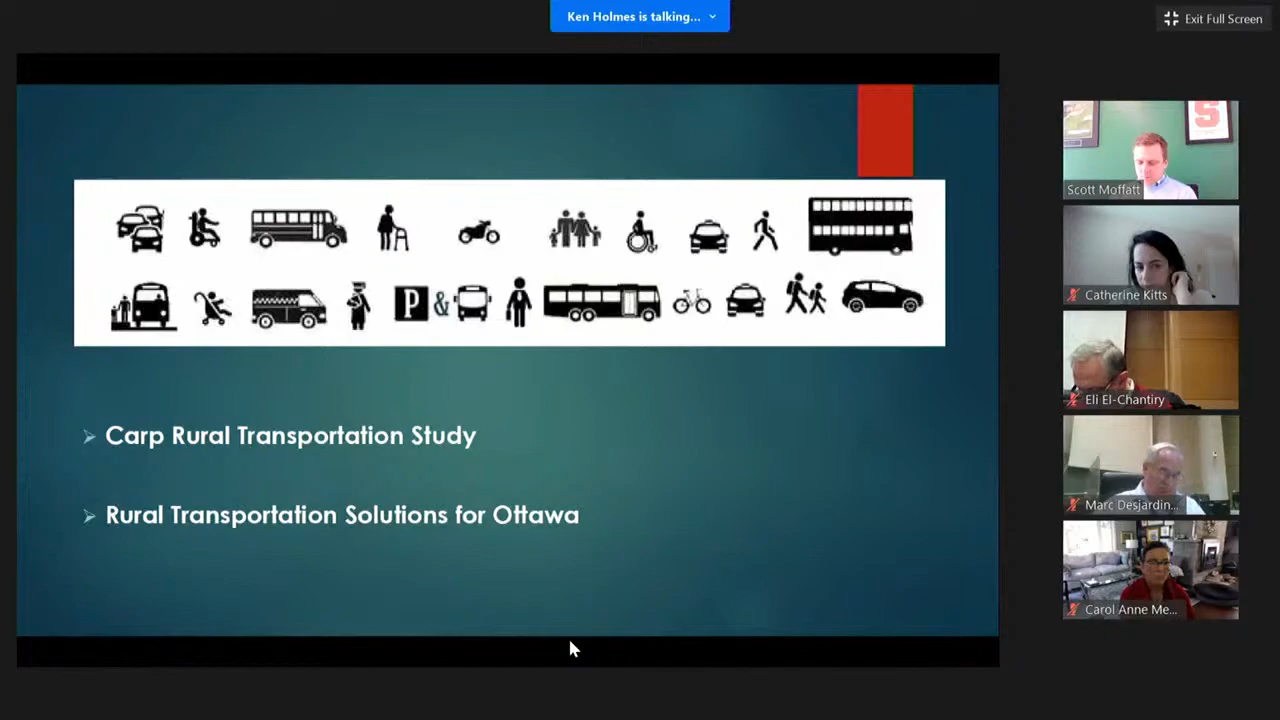 Ken Holmes is talking...
Exit Full Screen
P &
Carp Rural Transportation Study
Rural Transportation Solutions for Ottawa
S
Scott Moffatt
Catherine Kitts
Eli El-Chantiry
Marc Desjardin...
Carol Anne Me...